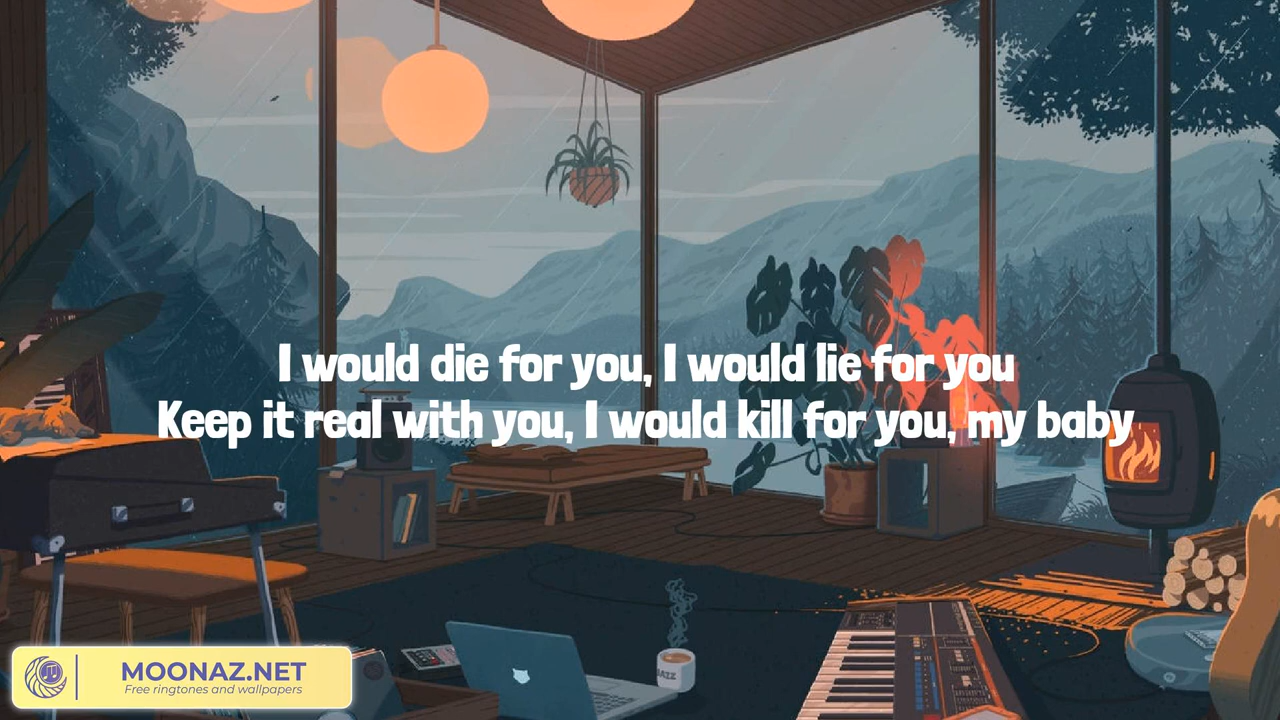 I would die for you, I would lie for you
Keep it real with you, I would kill for you, my baby
MOONAZ.NET
Free ringtones and wallpapers